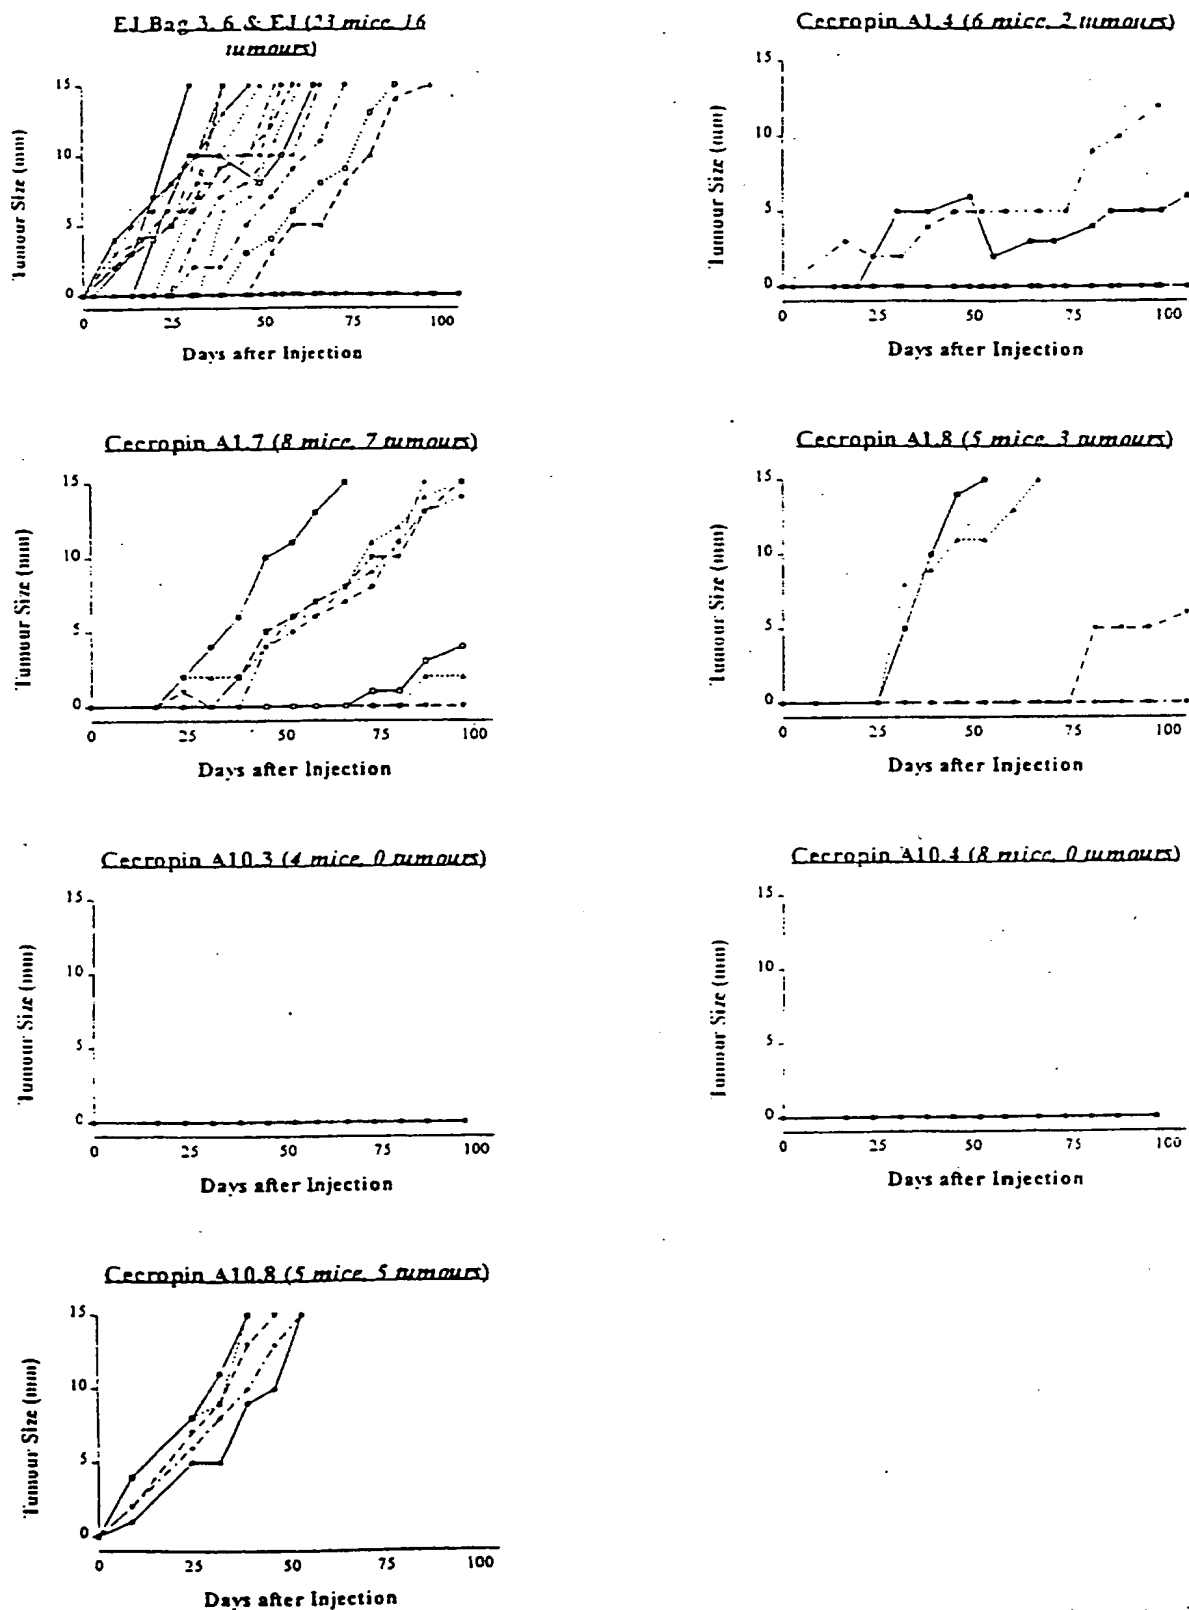 EJ Bag 3, 6 & EJ (23 mice, 16
tumours)
Cecropin A1.4 (6 mice, 2 tumours)
15
10
5
0
Tumour Size (mm)
0 25 50 75 100
Days after Injection
15
10
5
0
Tumour Size (mm)
0 25 50 75 100
Days after Injection
Cecropin A1.7 (8 mice, 7 tumours)
15
10
5
0
Tumour Size (mm)
0 25 50 75 100
Days after Injection
Cecropin A1.8 (5 mice, 3 tumours)
15
10
5
0
Tumour Size (mm)
0 25 50 75 100
Days after Injection
Cecropin A10.3 (4 mice, 0 tumours)
15
10
5
0
Tumour Size (mm)
0 25 50 75 100
Days after Injection
Cecropin A10.4 (8 mice, 0 tumours)
15
10
5
0
Tumour Size (mm)
0 25 50 75 100
Days after Injection
Cecropin A10.8 (5 mice, 5 tumours)
15
10
5
0
Tumour Size (mm)
0 25 50 75 100
Days after Injection